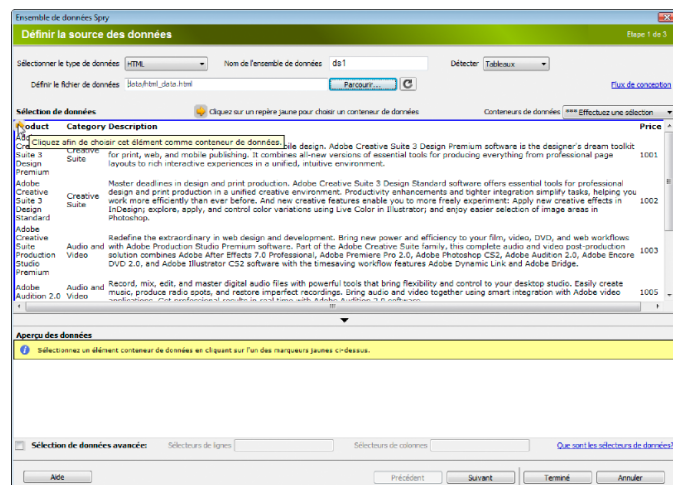 Ensemble de données Spry
Définir la source des données
Etape 1 de 3
Sélectionner le type de données HTML
Nom de l'ensemble de données ds1
Détecter Tableaux
Définir le fichier de données data/html_data.html
Parcourir...
Flux de conception
Sélection de données
Cliquez sur un repère jaune pour choisir un conteneur de données
Conteneurs de données *** Effectuez une sélection
oduct Category Description Price
Cliquez afin de choisir cet élément comme conteneur de données.
bile design. Adobe Creative Suite 3 Design Premium software is the designer's dream toolkit
Suite 3 Suite for print, web, and mobile publishing. It combines all-new versions of essential tools for producing everything from professional page 1001
Design layouts to rich interactive experiences in a unified, intuitive environment.
Premium
Adobe Master deadlines in design and print production. Adobe Creative Suite 3 Design Standard software offers essential tools for professional
Creative Creative design and print production in a unified creative environment. Productivity enhancements and tighter integration simplify tasks, helping you
Suite 3 Suite work more efficiently than ever before. And new creative features enable you to more freely experiment: Apply new creative effects in 1002
Design InDesign; explore, apply, and control color variations using Live Color in Illustrator; and enjoy easier selection of image areas in
Standard Photoshop.
Adobe
Creative Redefine the extraordinary in web design and development. Bring new power and efficiency to your film, video, DVD, and web workflows
Suite Audio and with Adobe Production Studio Premium software. Part of the Adobe Creative Suite family, this complete audio and video post-production
Production Video solution combines Adobe After Effects 7.0 Professional, Adobe Premiere Pro 2.0, Adobe Photoshop CS2, Adobe Audition 2.0, Adobe Encore 1003
Studio DVD 2.0, and Adobe Illustrator CS2 software with the timesaving workflow features Adobe Dynamic Link and Adobe Bridge.
Premium
Adobe Audio and Record, mix, edit, and master digital audio files with powerful tools that bring flexibility and control to your desktop studio. Easily create
Audition 2.0 Video music, produce radio spots, and restore imperfect recordings. Bring audio and video together using smart integration with Adobe video 1005
applications. Get professional results in real time with Adobe Audition 2.0 software.
Aperçu des données
Sélectionnez un élément conteneur de données en cliquant sur l'un des marqueurs jaunes ci-dessus.
Sélection de données avancée:
Sélecteurs de lignes
Sélecteurs de colonnes
Que sont les sélecteurs de données?
Aide
Précédent
Suivant
Terminé
Annuler